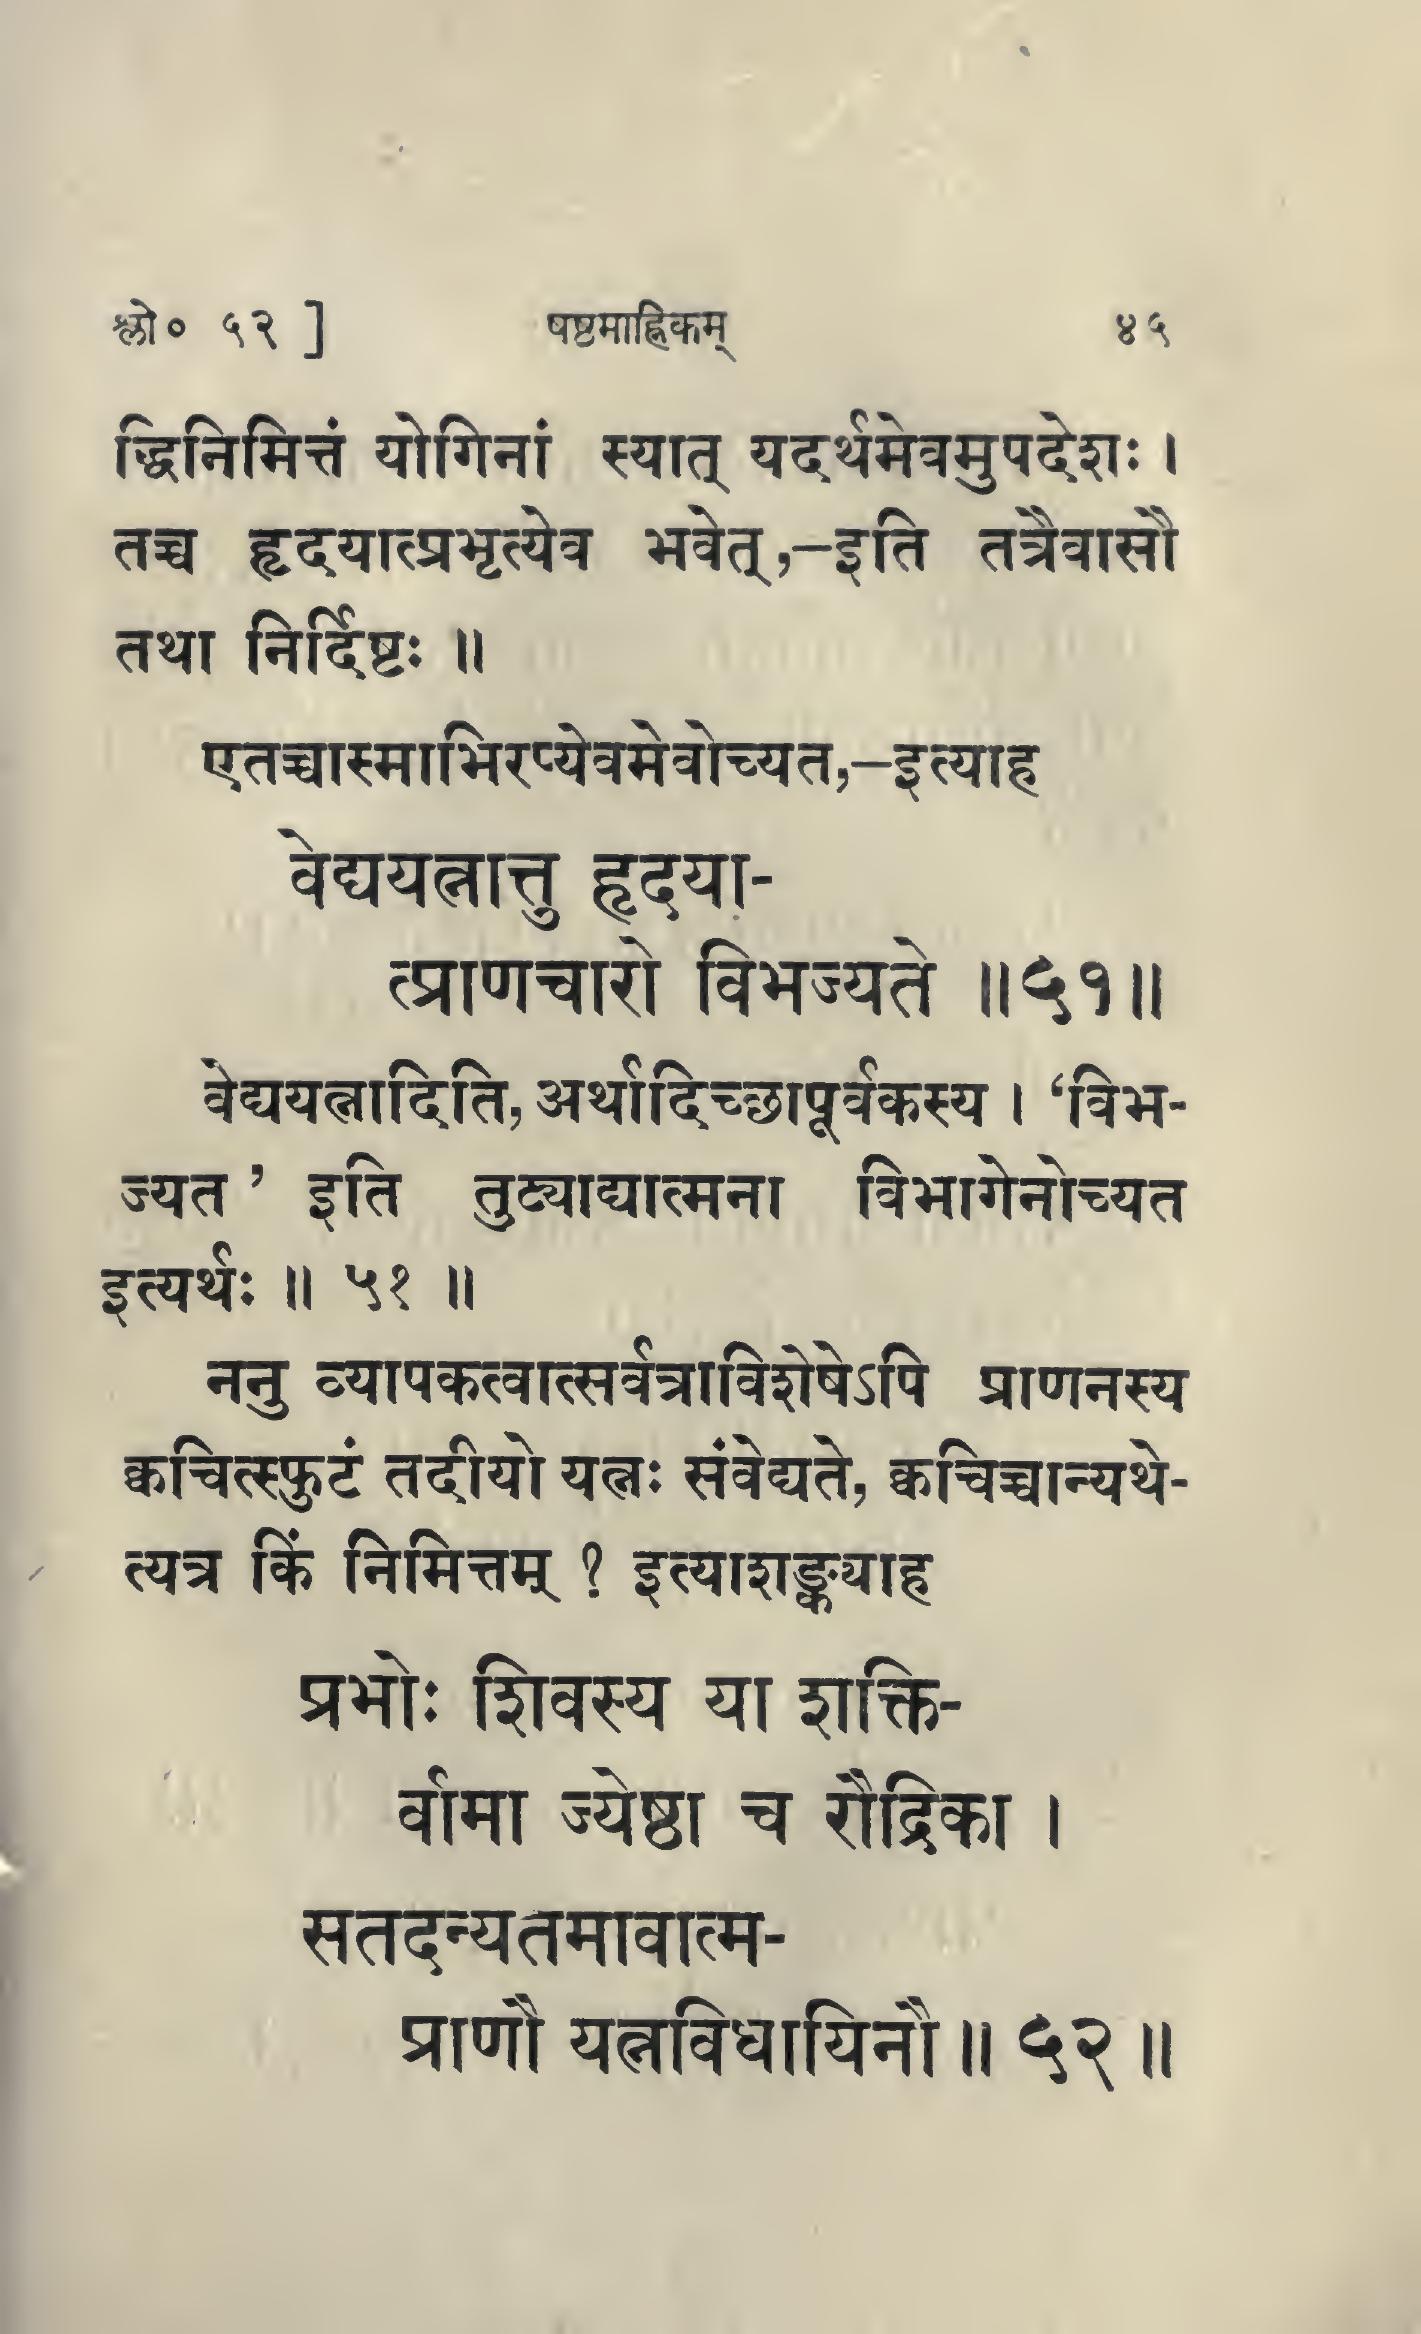 श्लो० ५२ ] षष्ठमाह्निकम् ४५
द्धिनिमित्तं योगिनां स्यात् यदर्थमेवमुपदेशः ।
तच्च हृदयात्प्रभृत्येव भवेत्,–इति तत्रैवासौ
तथा निर्दिष्टः ॥
एतच्चास्माभिरप्येवमेवोच्यत,–इत्याह
वेद्ययत्नात्तु हृदया-
त्प्राणचारो विभज्यते ॥५१॥
वेद्ययत्नादिति, अर्थादिच्छापूर्वकस्य । ‘विभ-
ज्यत ’ इति तुट्याद्यात्मना विभागेनोच्यत
इत्यर्थः ॥ ५१ ॥
ननु व्यापकत्वात्सर्वत्राविशेषेऽपि प्राणनस्य
क्वचित्स्फुटं तदीयो यत्नः संवेद्यते, क्वचिच्चान्यथे-
त्यत्र किं निमित्तम् ? इत्याशङ्क्याह
प्रभोः शिवस्य या शक्ति-
र्वामा ज्येष्ठा च रौद्रिका ।
सतदन्यतमावात्म-
प्राणौ यत्नविधायिनौ ॥ ५२ ॥